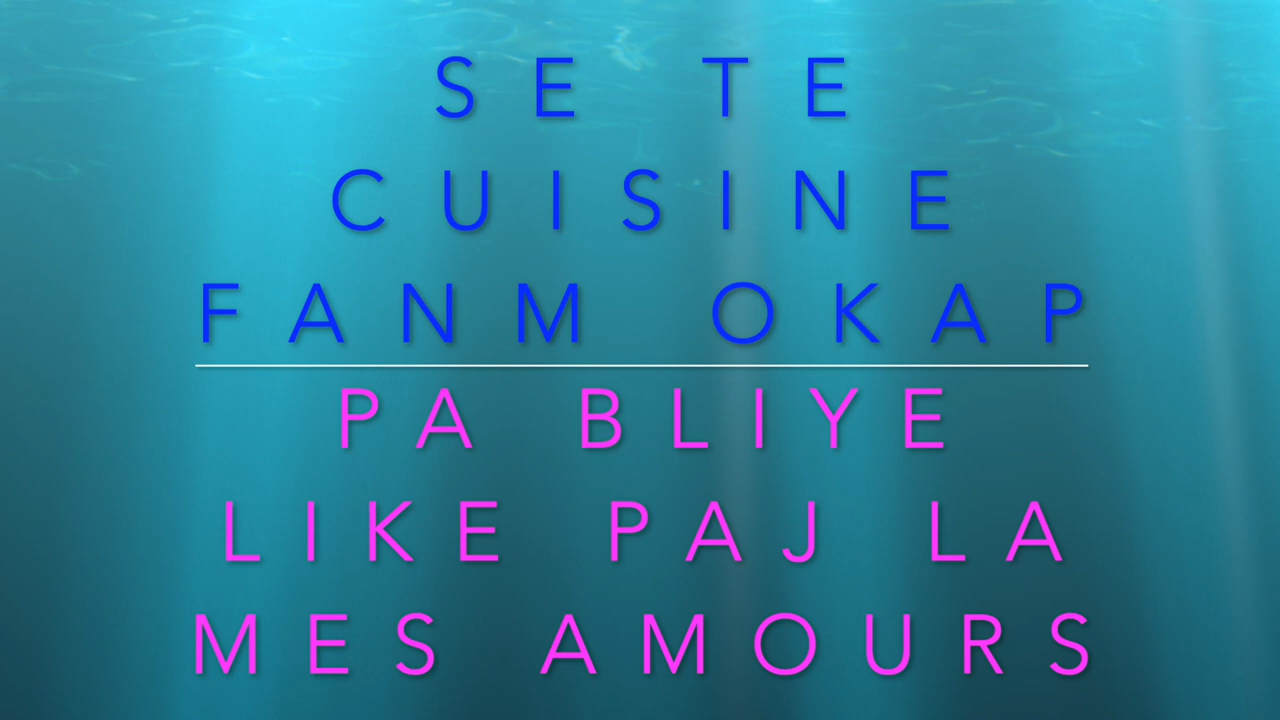 SE TE
CUISINE
FANM OKAP
PA BLIYE
LIKE PAJ LA
MES AMOURS